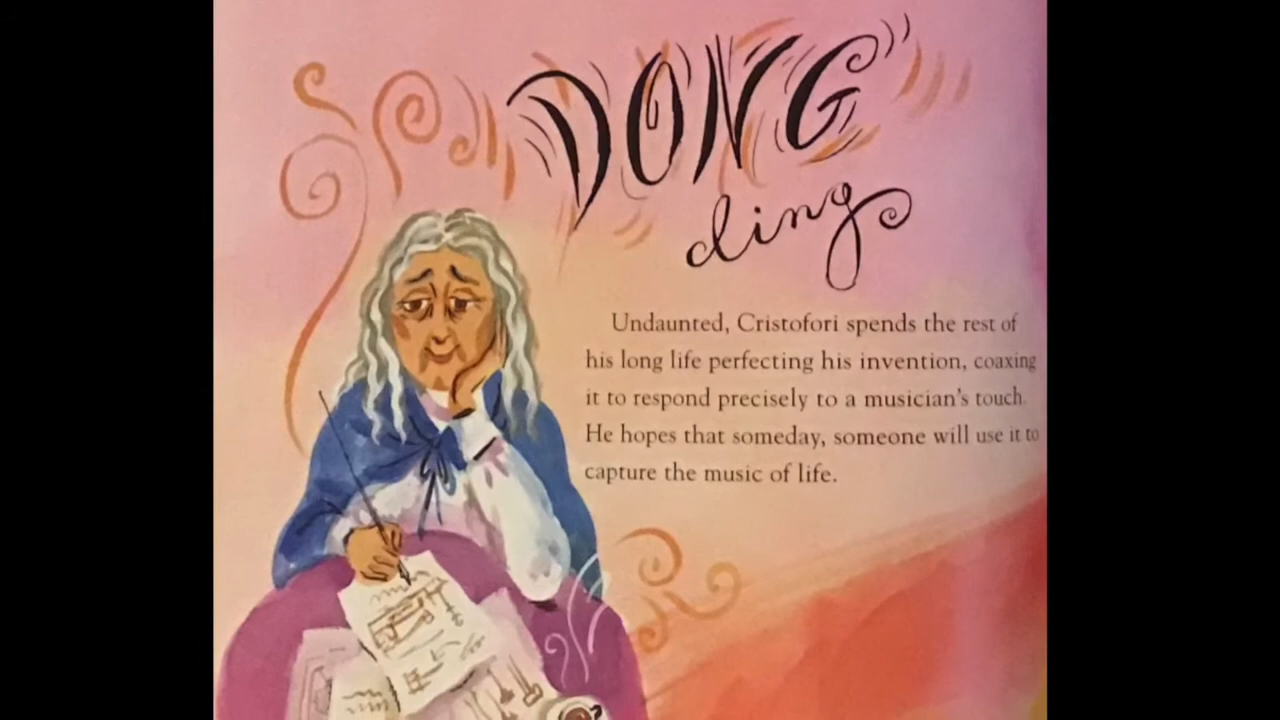 DONG
ding
Undaunted, Cristofori spends the rest of
his long life perfecting his invention, coaxing
it to respond precisely to a musician's touch.
He hopes that someday, someone will use it to
capture the music of life.